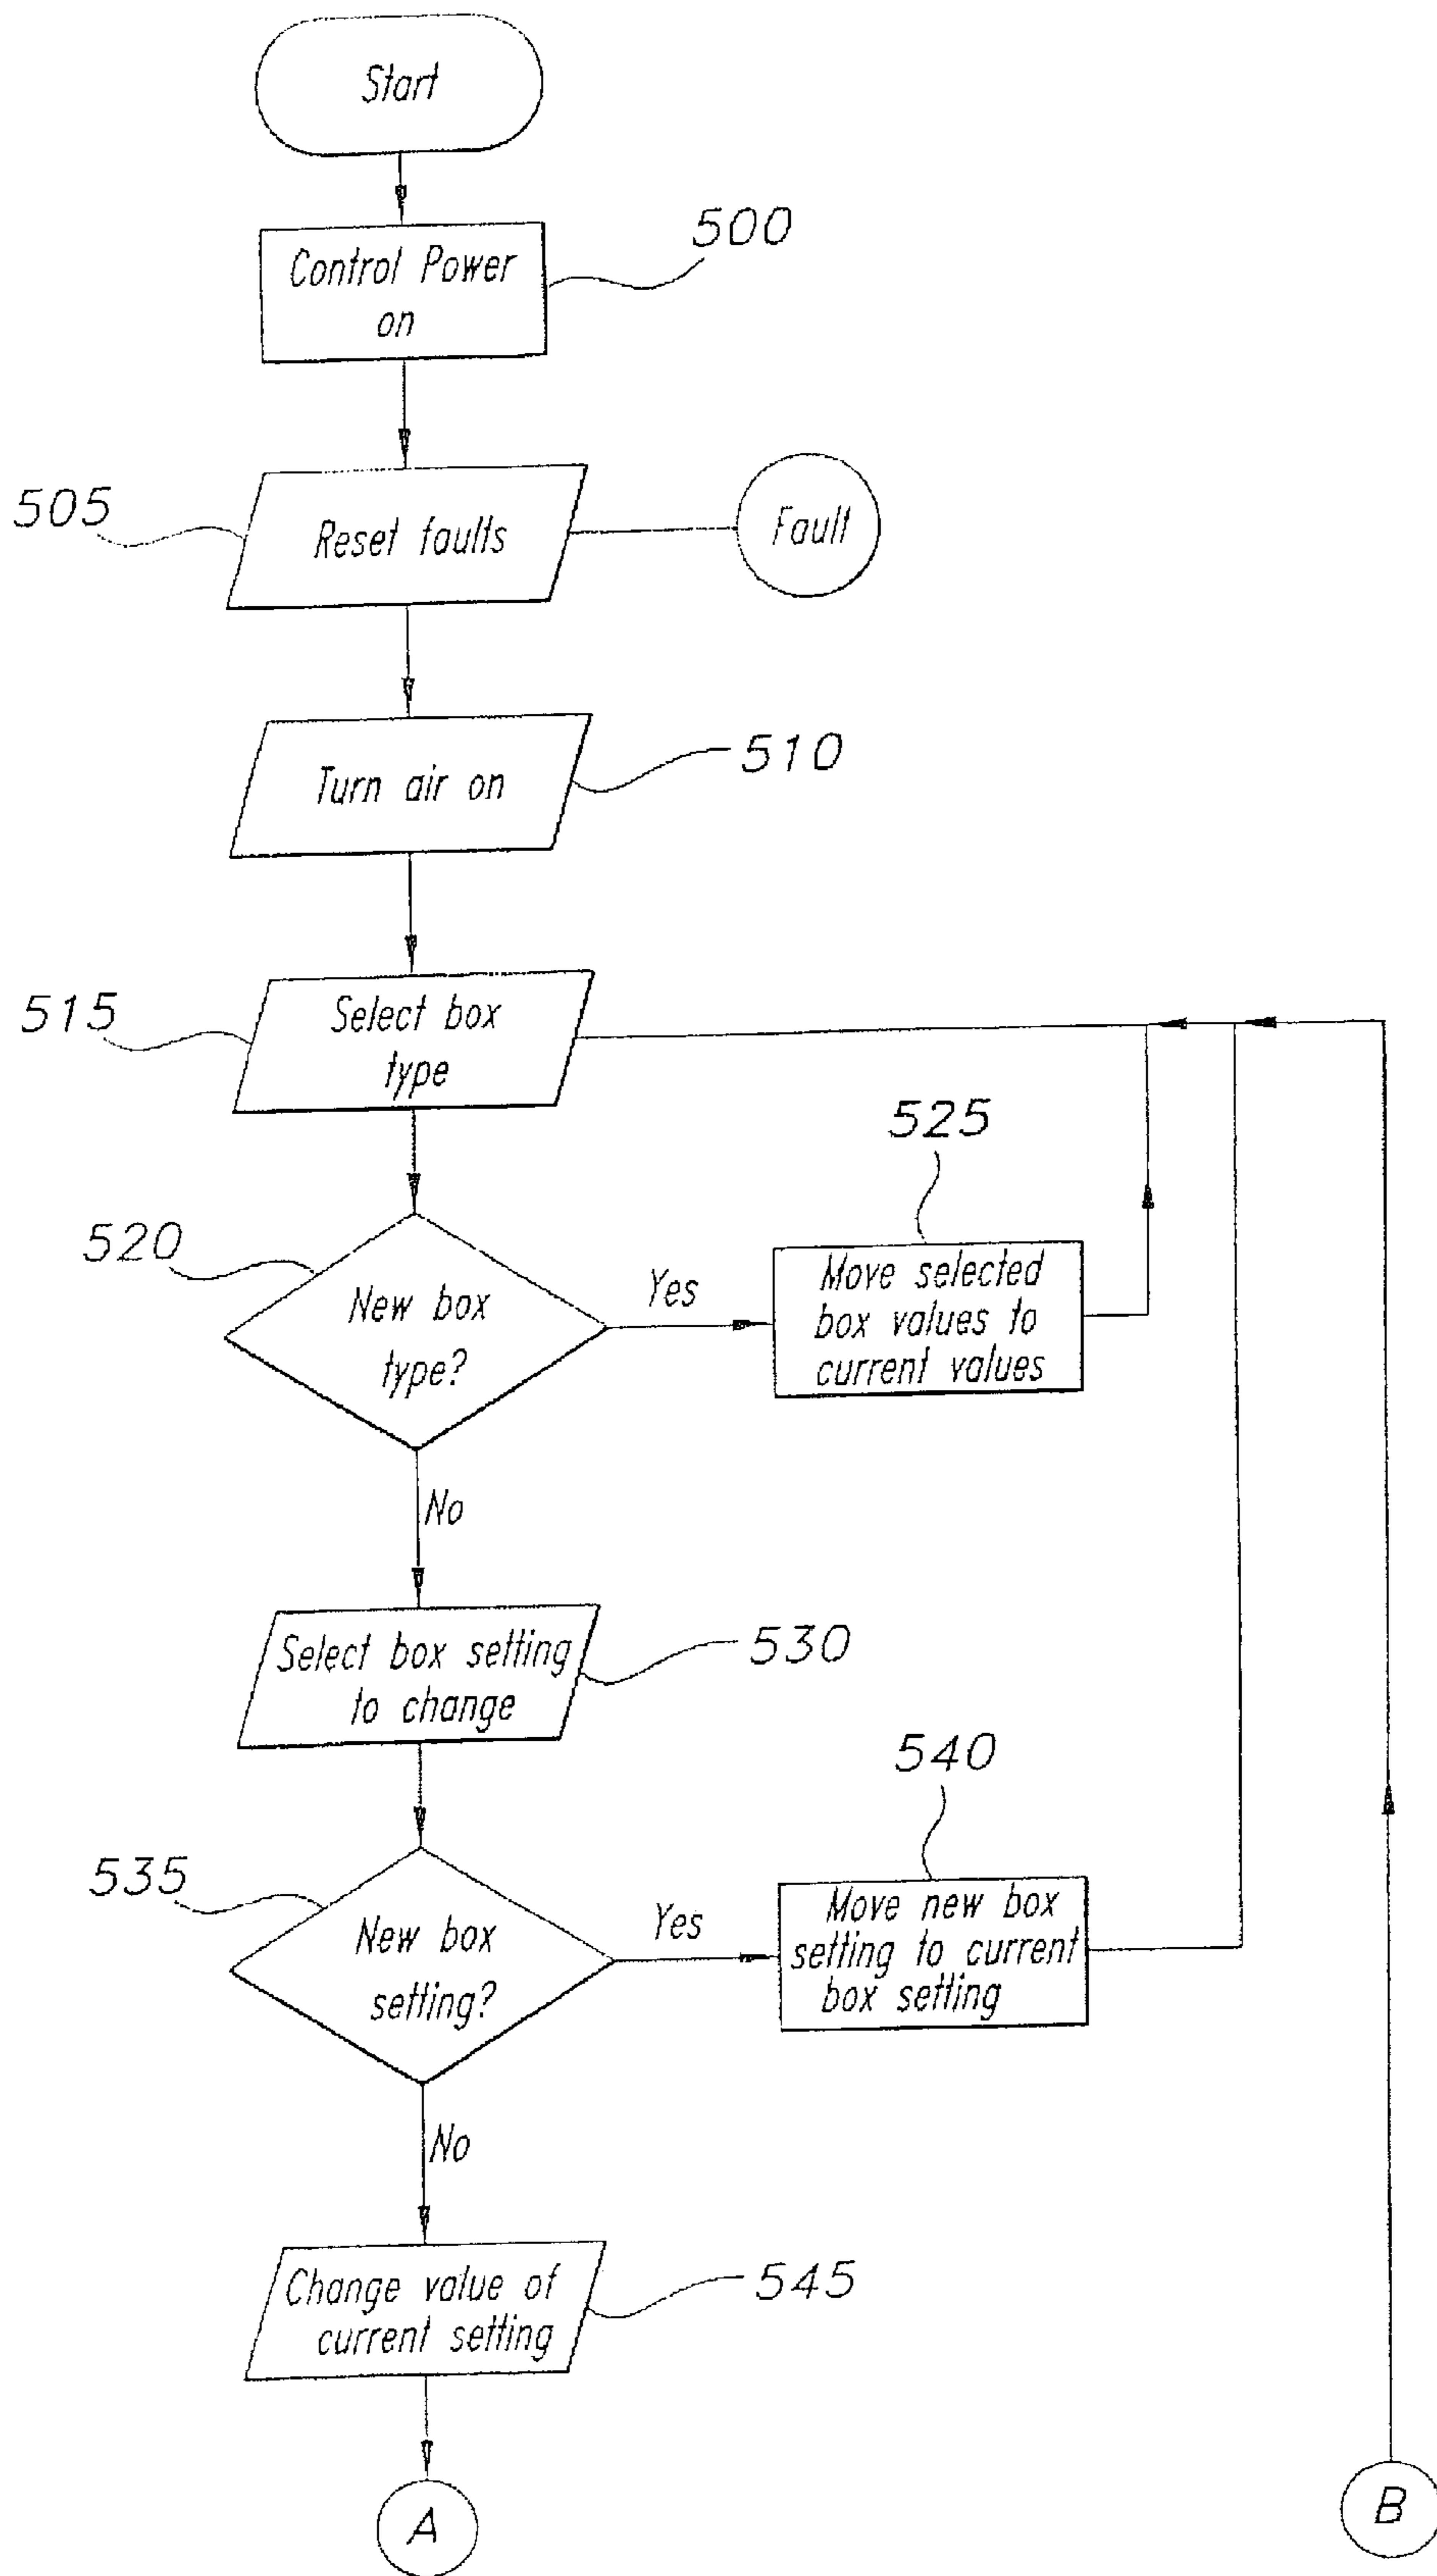 Start
Control Power
on
500
505
Reset faults
Fault
Turn air on
510
515
Select box
type
525
520
New box
type?
Yes
Move selected
box values to
current values
No
Select box setting
to change
530
540
535
New box
setting?
Yes
Move new box
setting to current
box setting
No
Change value of
current setting
545
A
B